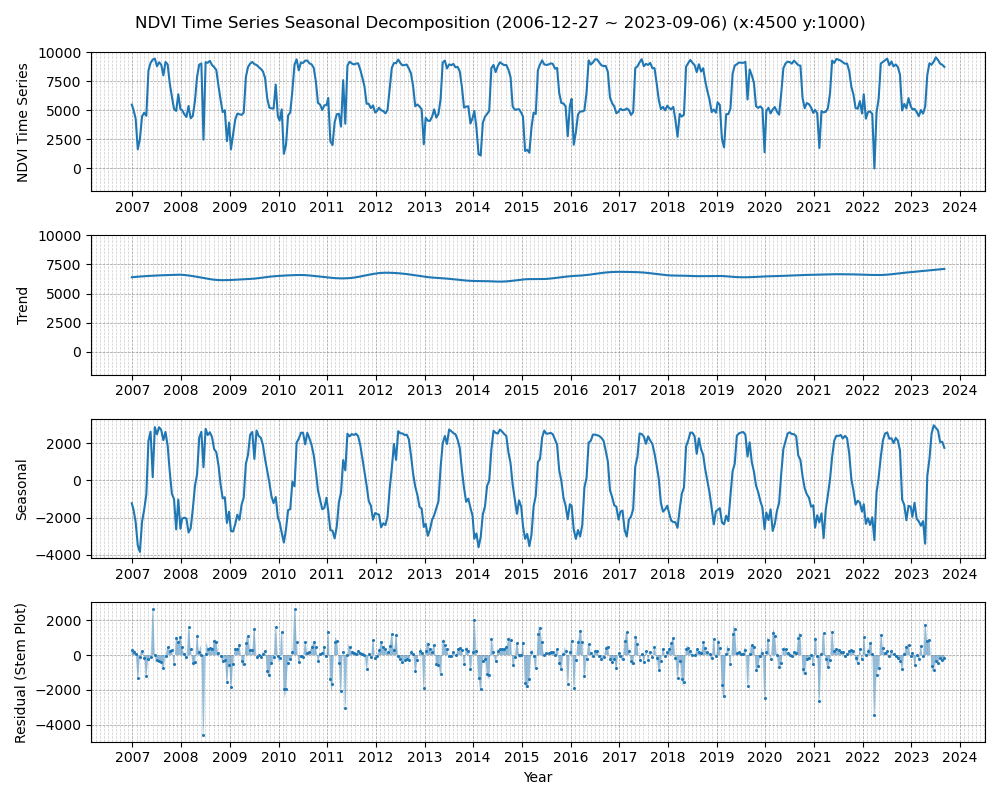 NDVI Time Series Seasonal Decomposition (2006-12-27 ~ 2023-09-06) (x:4500 y:1000)
NDVI Time Series
10000
7500
5000
2500
0
2007 2008 2009 2010 2011 2012 2013 2014 2015 2016 2017 2018 2019 2020 2021 2022 2023 2024
Trend
10000
7500
5000
2500
0
2007 2008 2009 2010 2011 2012 2013 2014 2015 2016 2017 2018 2019 2020 2021 2022 2023 2024
Seasonal
2000
0
−2000
−4000
2007 2008 2009 2010 2011 2012 2013 2014 2015 2016 2017 2018 2019 2020 2021 2022 2023 2024
Residual (Stem Plot)
2000
0
−2000
−4000
2007 2008 2009 2010 2011 2012 2013 2014 2015 2016 2017 2018 2019 2020 2021 2022 2023 2024
Year